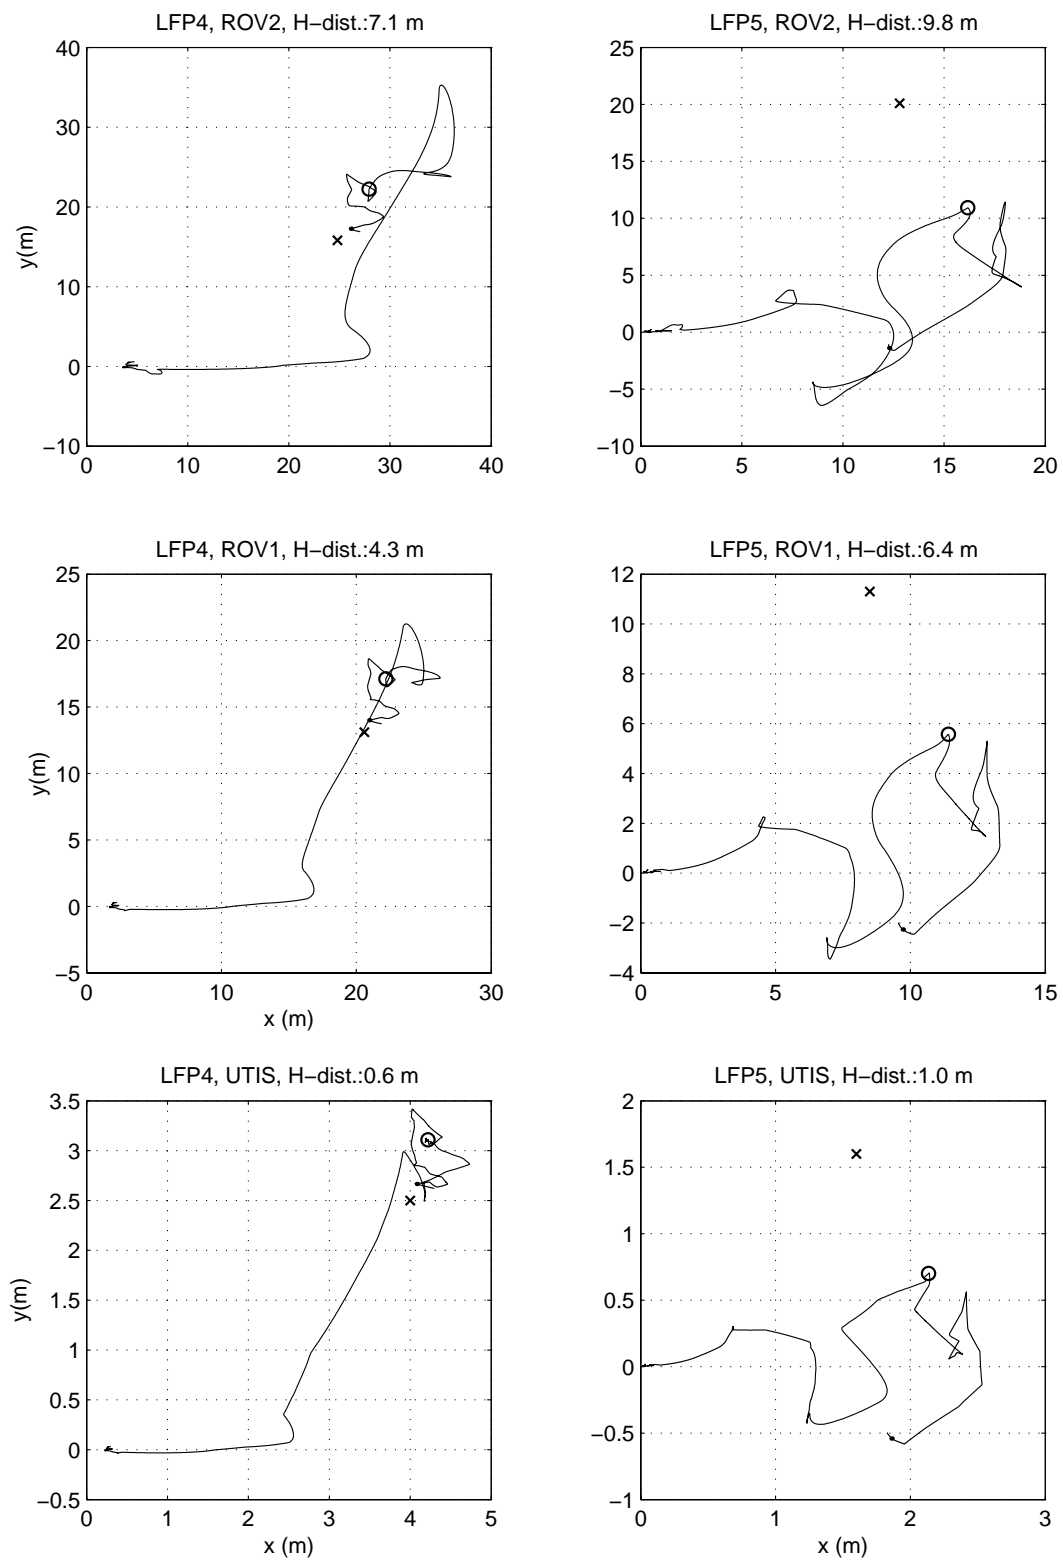 LFP4, ROV2, H−dist.:7.1 m
40
30
20
10
0
−10
y(m)
0 10 20 30 40
LFP5, ROV2, H−dist.:9.8 m
25
20
15
10
5
0
−5
−10
0 5 10 15 20
LFP4, ROV1, H−dist.:4.3 m
25
20
15
10
5
0
−5
y(m)
0 10 20 30
x (m)
LFP5, ROV1, H−dist.:6.4 m
12
10
8
6
4
2
0
−2
−4
0 5 10 15
LFP4, UTIS, H−dist.:0.6 m
3.5
3
2.5
2
1.5
1
0.5
0
−0.5
y(m)
0 1 2 3 4 5
x (m)
LFP5, UTIS, H−dist.:1.0 m
2
1.5
1
0.5
0
−0.5
−1
0 1 2 3
x (m)